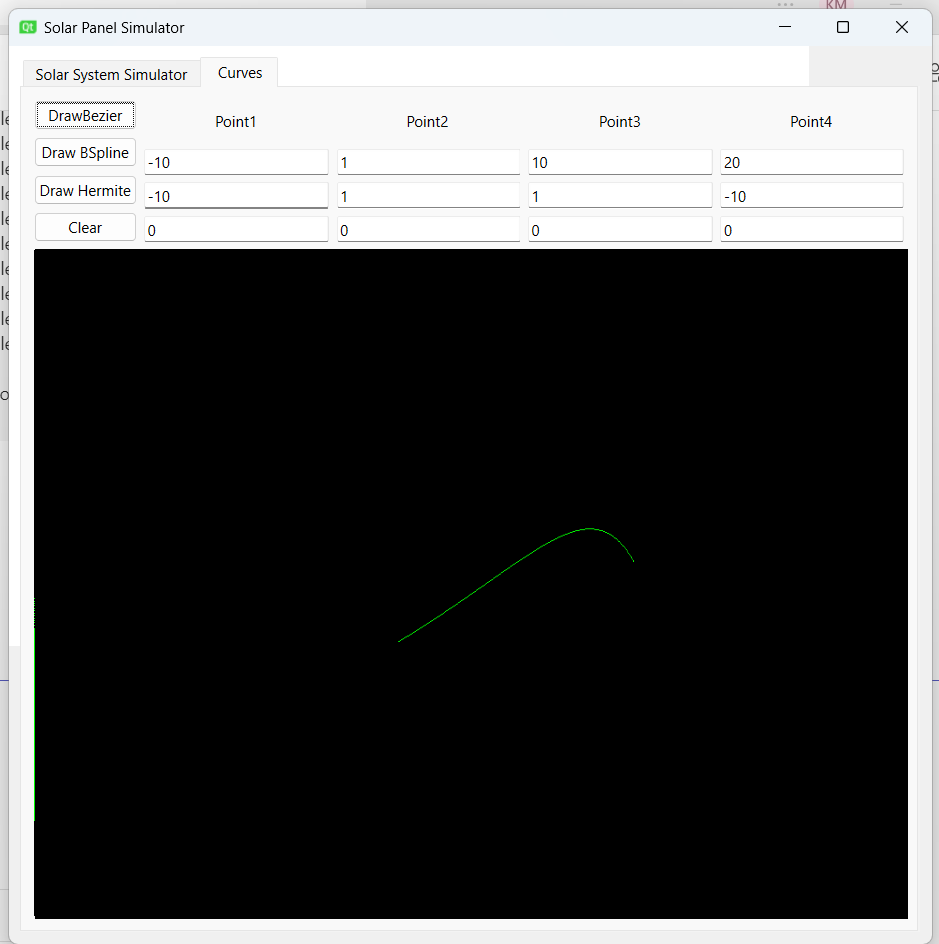 KM
Qt Solar Panel Simulator
Solar System Simulator Curves
DrawBezier Point1 Point2 Point3 Point4
Draw BSpline -10 1 10 20
Draw Hermite -10 1 1 -10
Clear 0 0 0 0